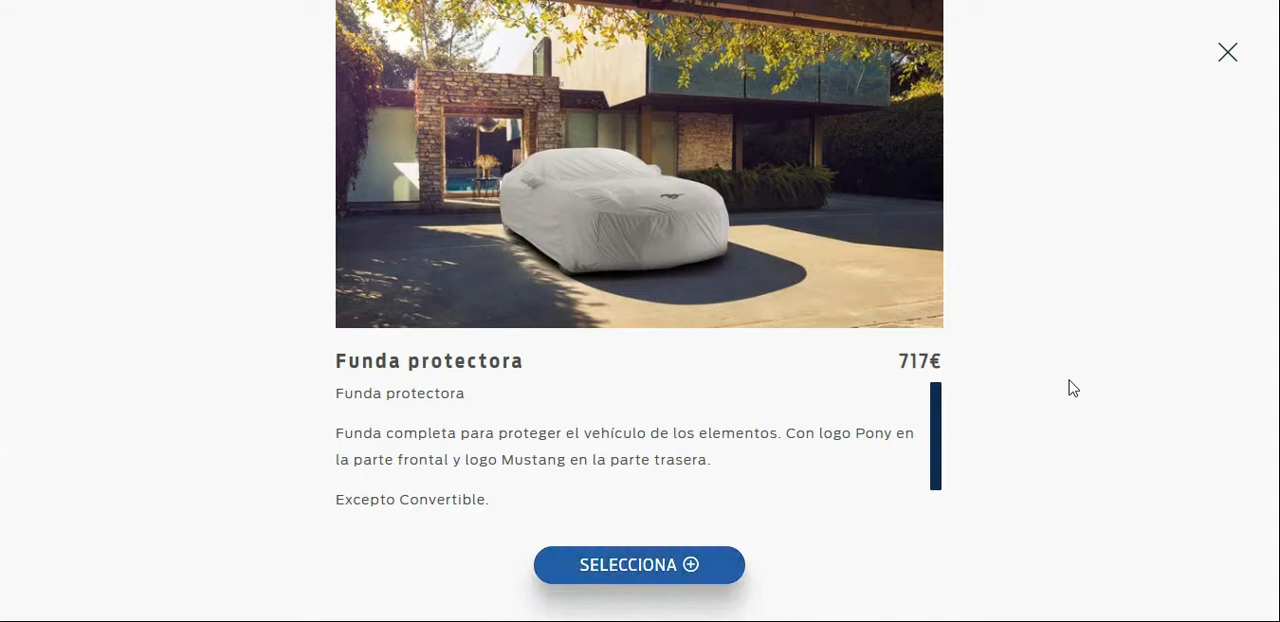 Funda protectora
717€
Funda protectora
Funda completa para proteger el vehículo de los elementos. Con logo Pony en
la parte frontal y logo Mustang en la parte trasera.
Excepto Convertible.
SELECCIONA